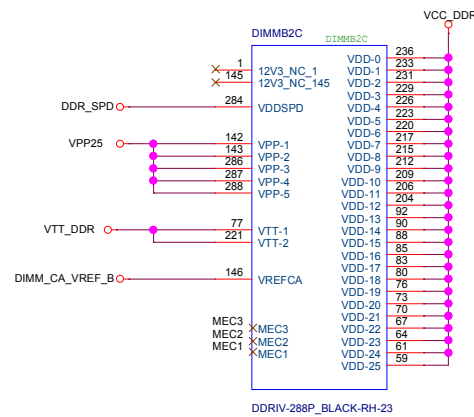 VCC_DDR
DIMMB2C
DIMMB2C
1 12V3_NC_1
145 12V3_NC_145
DDR_SPD 284 VDDSPD
VPP25 142 VPP-1
143 VPP-2
286 VPP-3
287 VPP-4
288 VPP-5
VTT_DDR 77 VTT-1
221 VTT-2
DIMM_CA_VREF_B 146 VREFCA
MEC3 MEC3
MEC2 MEC2
MEC1 MEC1
VDD-0 236
VDD-1 233
VDD-2 231
VDD-3 229
VDD-4 226
VDD-5 223
VDD-6 220
VDD-7 217
VDD-8 215
VDD-9 212
VDD-10 209
VDD-11 206
VDD-12 204
VDD-13 92
VDD-14 90
VDD-15 88
VDD-16 85
VDD-17 83
VDD-18 80
VDD-19 76
VDD-20 73
VDD-21 70
VDD-22 67
VDD-23 64
VDD-24 61
VDD-25 59
DDRIV-288P_BLACK-RH-23